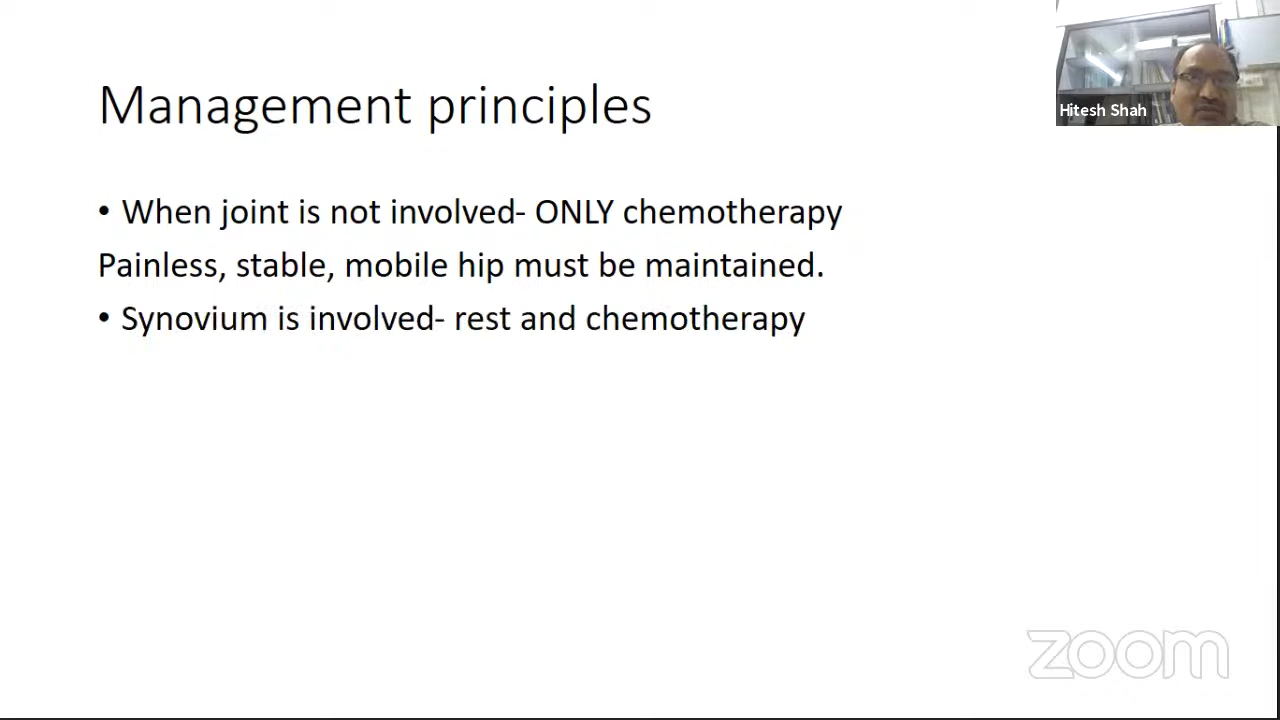 Hitesh Shah
Management principles
• When joint is not involved- ONLY chemotherapy
Painless, stable, mobile hip must be maintained.
• Synovium is involved- rest and chemotherapy
zoom